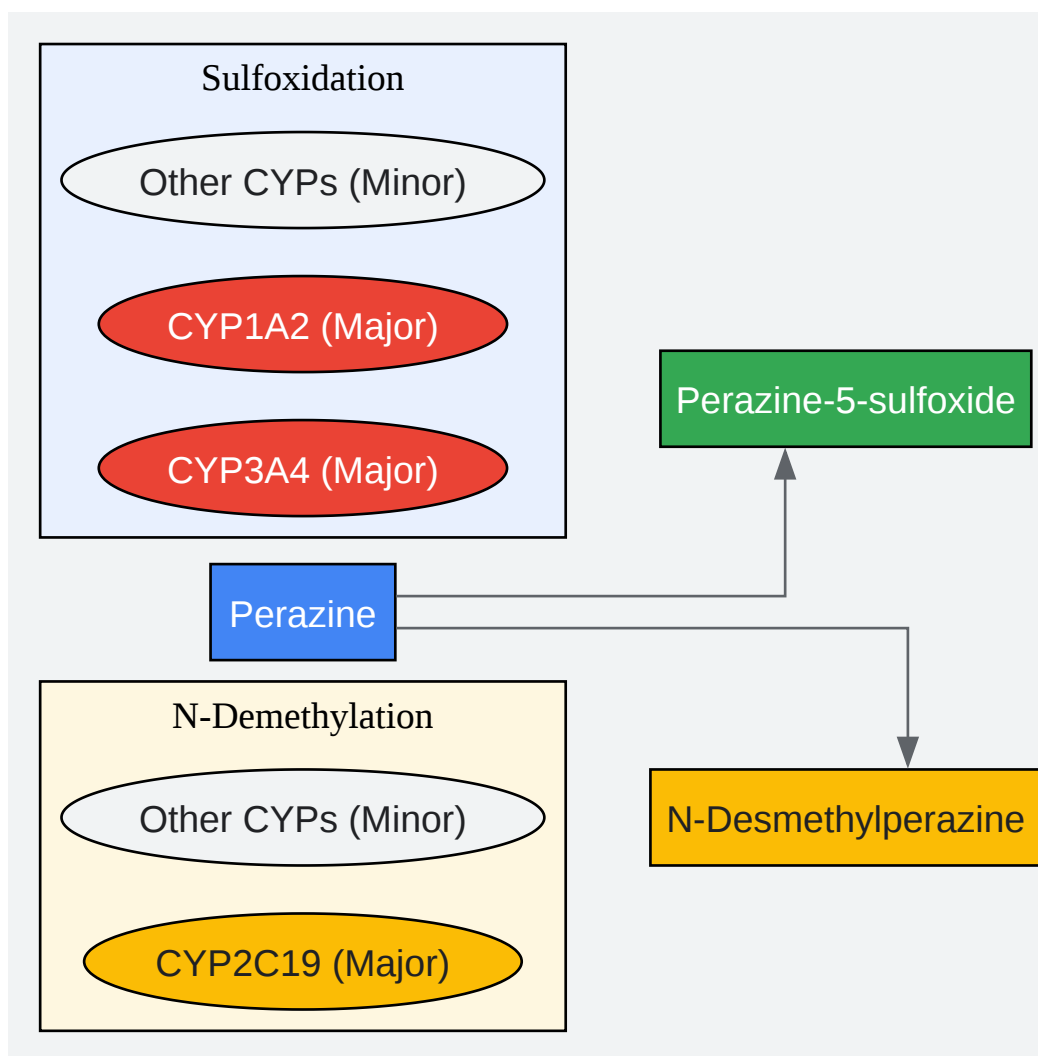 Sulfoxidation
Other CYPs (Minor)
CYP1A2 (Major)
CYP3A4 (Major)
Perazine-5-sulfoxide
Perazine
N-Demethylation
Other CYPs (Minor)
N-Desmethylperazine
CYP2C19 (Major)